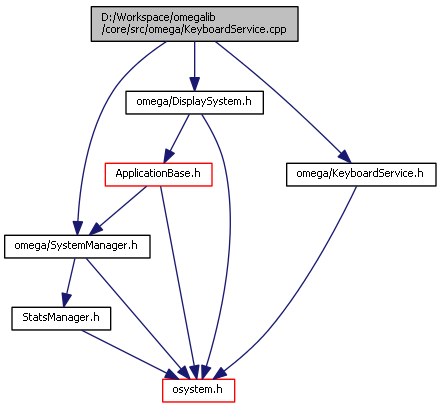 D:/Workspace/omegalib
/core/src/omega/KeyboardService.cpp
omega/DisplaySystem.h
ApplicationBase.h
omega/KeyboardService.h
omega/SystemManager.h
StatsManager.h
osystem.h